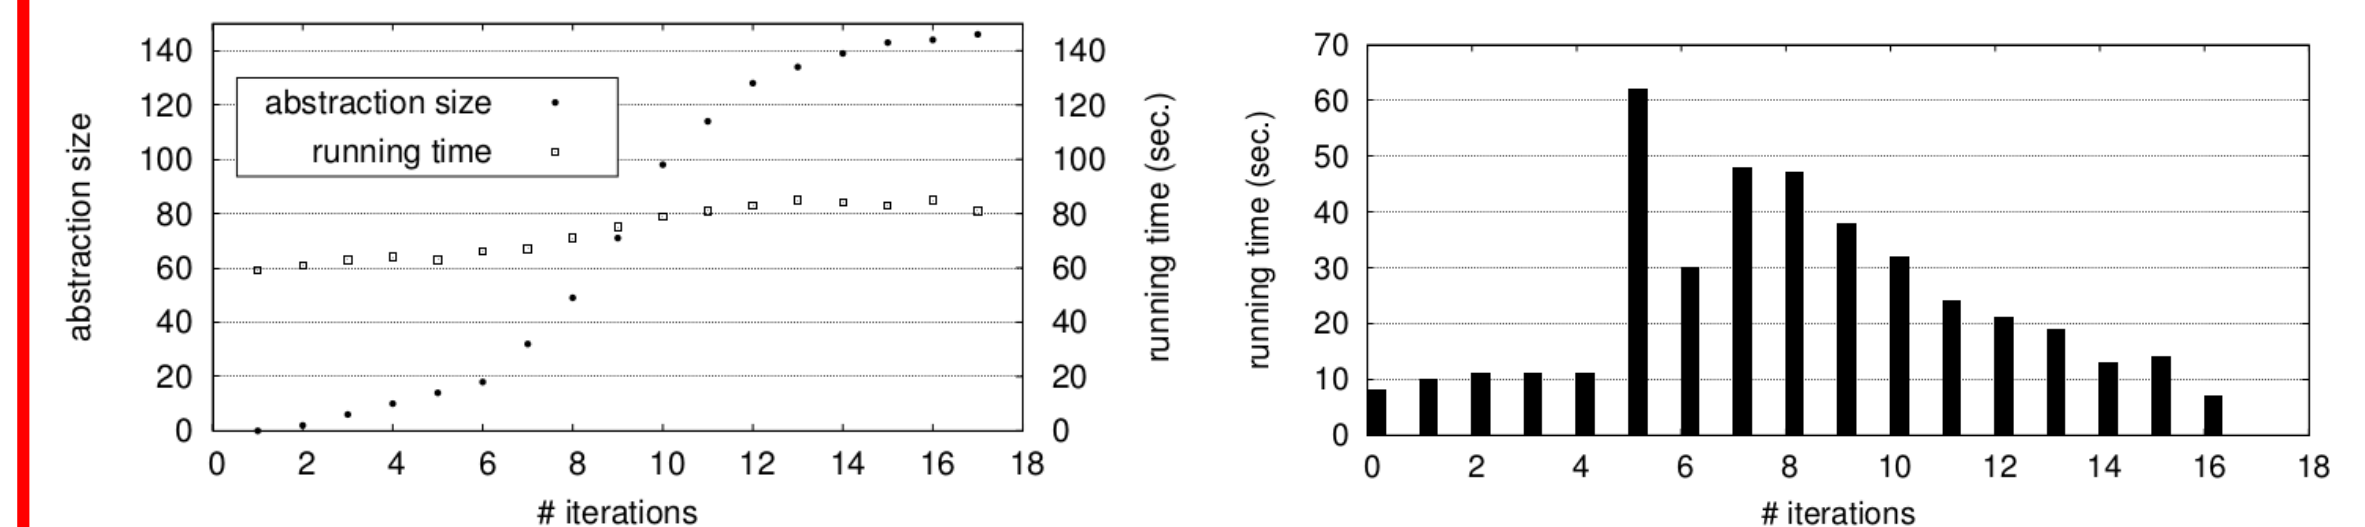 140
120
100
80
60
40
20
0
abstraction size
abstraction size
running time
0 2 4 6 8 10 12 14 16 18
# iterations
140
120
100
80
60
40
20
0
running time (sec.)
70
60
50
40
30
20
10
0
running time (sec.)
0 2 4 6 8 10 12 14 16 18
# iterations